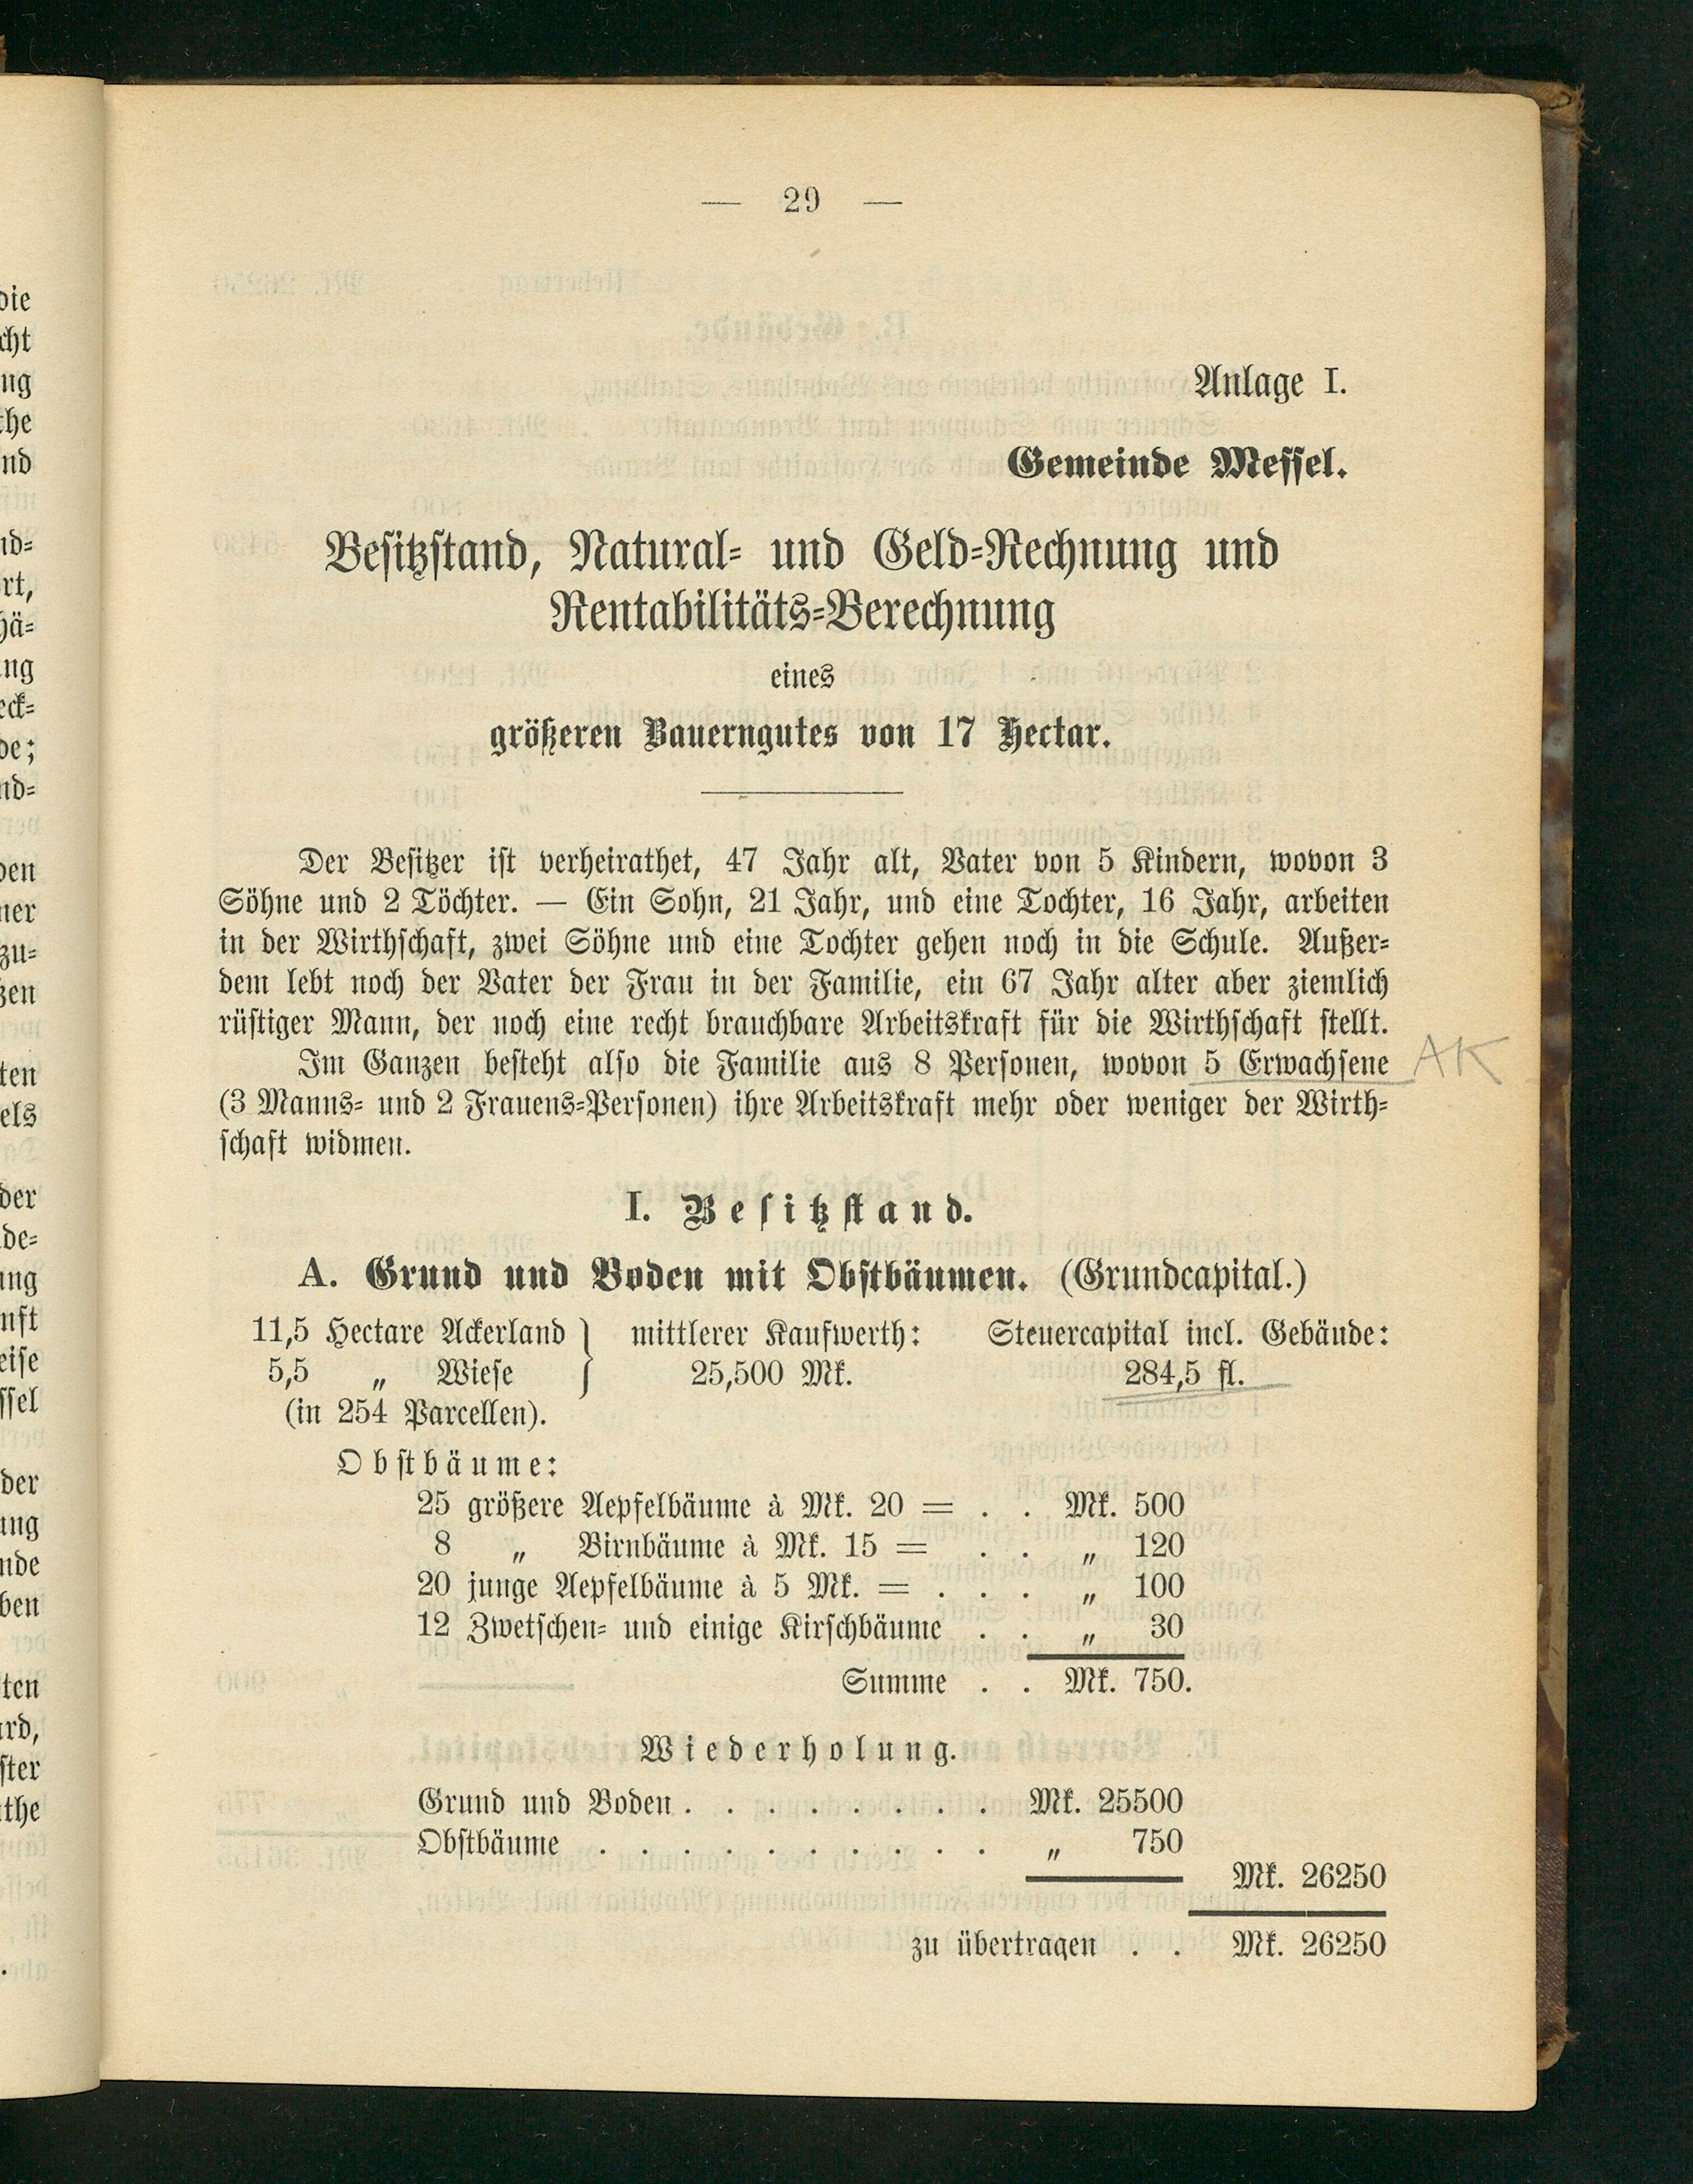 — 29 —
Anlage I.
Gemeinde Messel.
Besitzstand, Natural- und Geld-Rechnung und
Rentabilitäts-Berechnung
eines
größeren Bauerngutes von 17 Hectar.
Der Besitzer ist verheirathet, 47 Jahr alt, Vater von 5 Kindern, wovon 3
Söhne und 2 Töchter. — Ein Sohn, 21 Jahr, und eine Tochter, 16 Jahr, arbeiten
in der Wirthschaft, zwei Söhne und eine Tochter gehen noch in die Schule. Außer-
dem lebt noch der Vater der Frau in der Familie, ein 67 Jahr alter aber ziemlich
rüstiger Mann, der noch eine recht brauchbare Arbeitskraft für die Wirthschaft stellt.
Im Ganzen besteht also die Familie aus 8 Personen, wovon 5 Erwachsene AK
(3 Manns- und 2 Frauens-Personen) ihre Arbeitskraft mehr oder weniger der Wirth-
schaft widmen.
I. Besitzstand.
A. Grund und Boden mit Obstbäumen. (Grundcapital.)
11,5 Hectare Ackerland } mittlerer Kaufwerth: Steuercapital incl. Gebäude:
5,5 „ Wiese } 25,500 Mk. 284,5 fl.
(in 254 Parcellen).
Obstbäume:
25 größere Aepfelbäume à Mk. 20 = . . Mk. 500
8 „ Birnbäume à Mk. 15 = . . „ 120
20 junge Aepfelbäume à 5 Mk. = . . . „ 100
12 Zwetschen- und einige Kirschbäume . . „ 30
Summe . . Mk. 750.
Wiederholung.
Grund und Boden . . . . . . . . Mk. 25500
Obstbäume . . . . . . . . . . „ 750
Mk. 26250
zu übertragen . . Mk. 26250